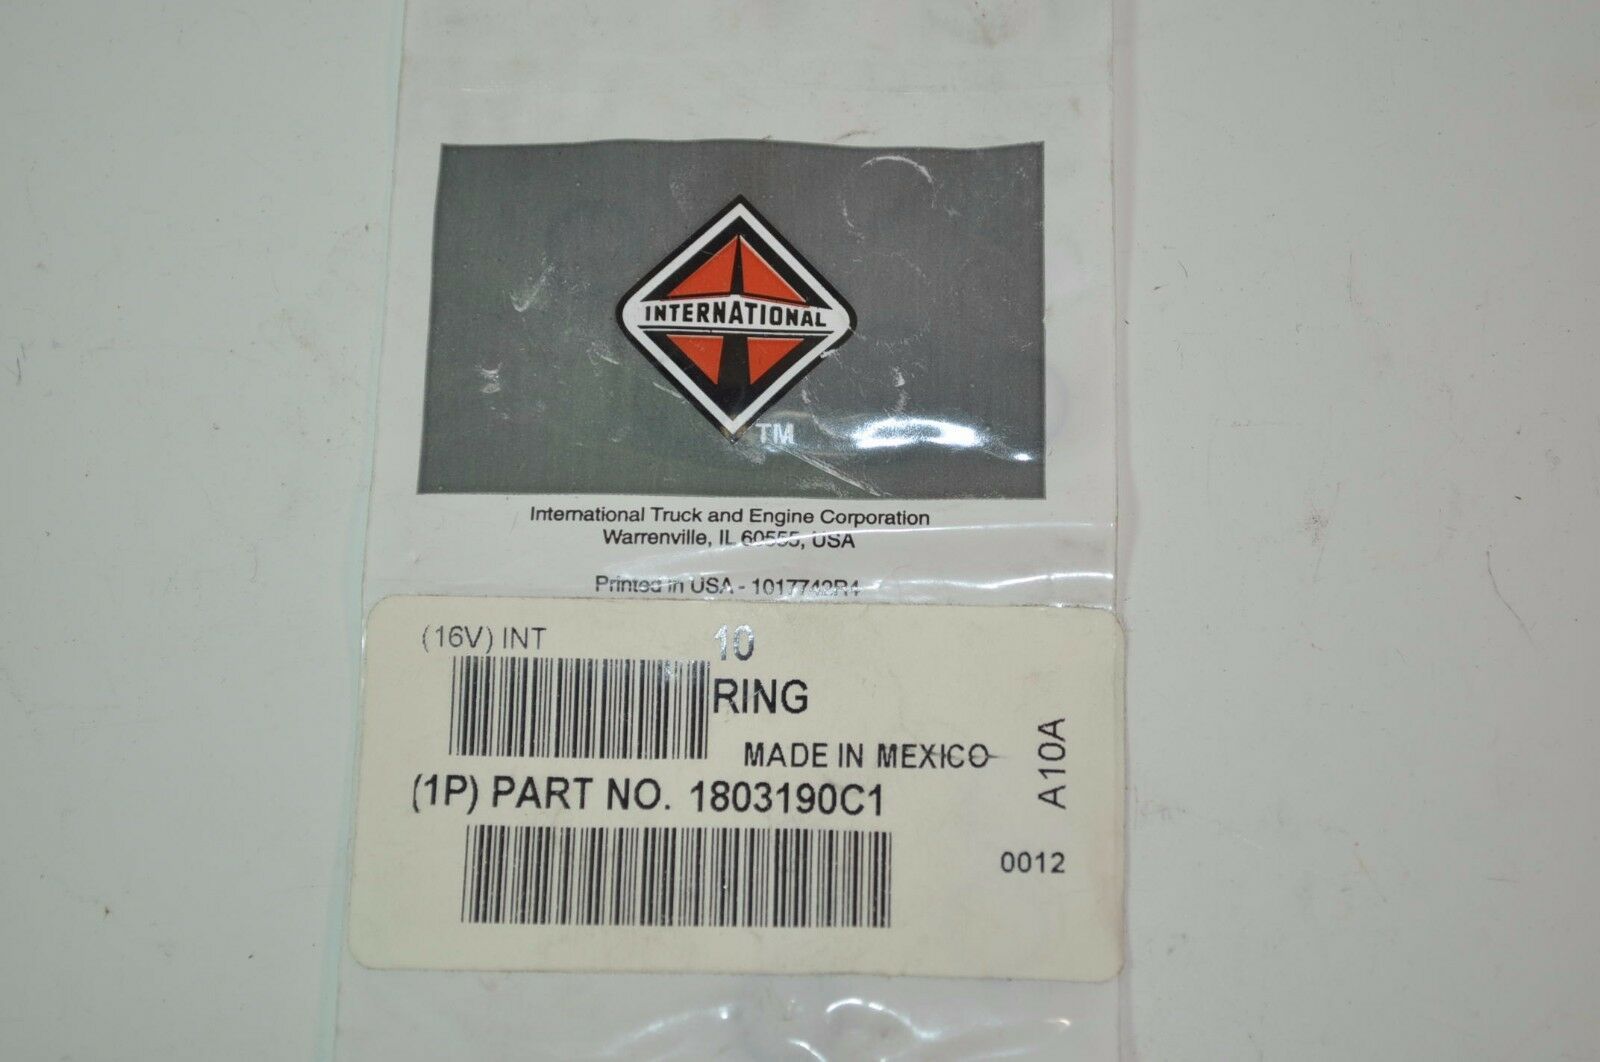 INTERNATIONAL
TM
International Truck and Engine Corporation
Warrenville, IL 60555, USA
Printed in USA - 1017742R4
(16V) INT
10
RING
MADE IN MEXICO
(1P) PART NO. 1803190C1
A10A
0012